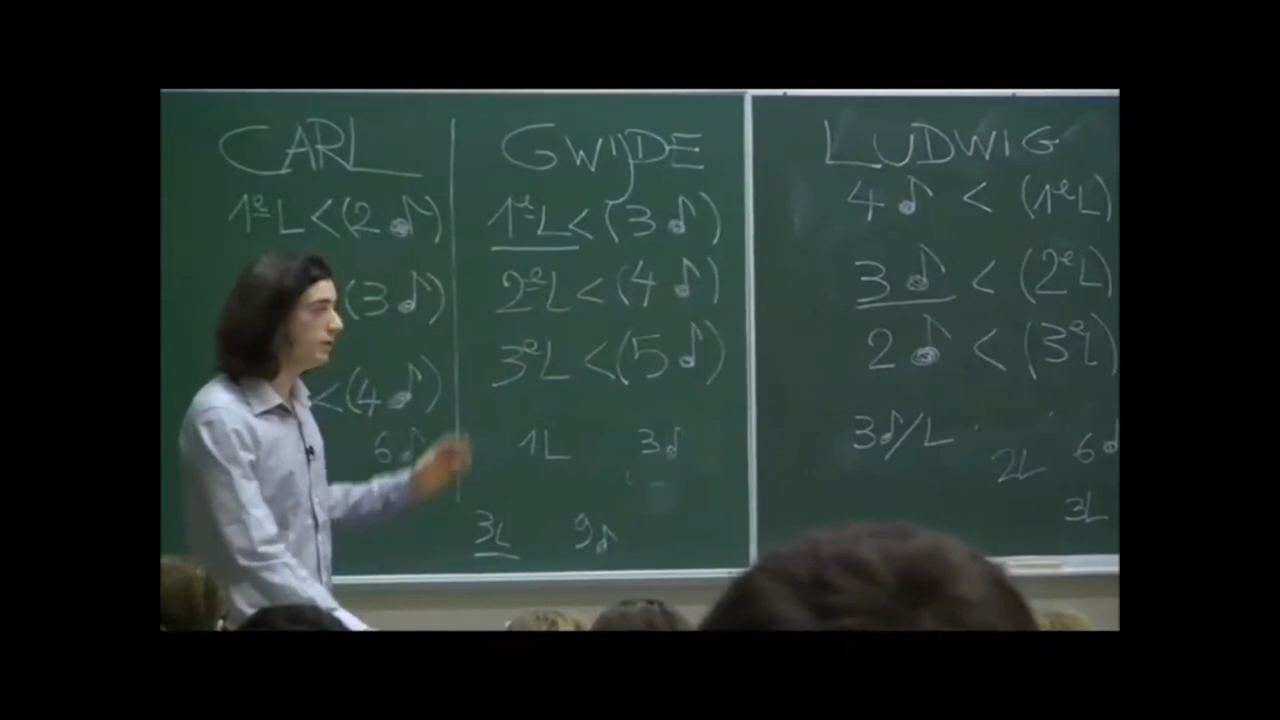 CARL
1ᵉ L < (2 ♪)
(3 ♪)
< (4 ♪)
6 ♪
GWIJDE
1ᵉ L < (3 ♪)
2ᵉ L < (4 ♪)
3ᵉ L < (5 ♪)
1L 3 ♪
3L 9 ♪
LUDWIG
4 ♪ < (1ᵉ L)
3 ♪ < (2ᵉ L)
2 ♪ < (3ᵉ L)
3 ♪/L
2L 6 ♪
3L